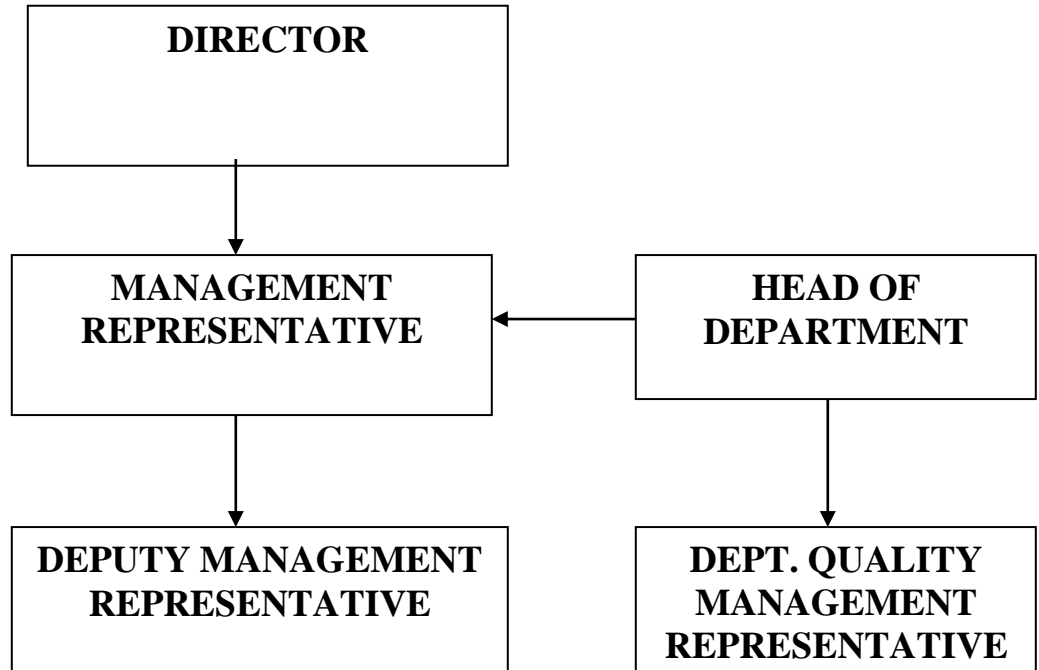 DIRECTOR
MANAGEMENT
REPRESENTATIVE
HEAD OF
DEPARTMENT
DEPUTY MANAGEMENT
REPRESENTATIVE
DEPT. QUALITY
MANAGEMENT
REPRESENTATIVE